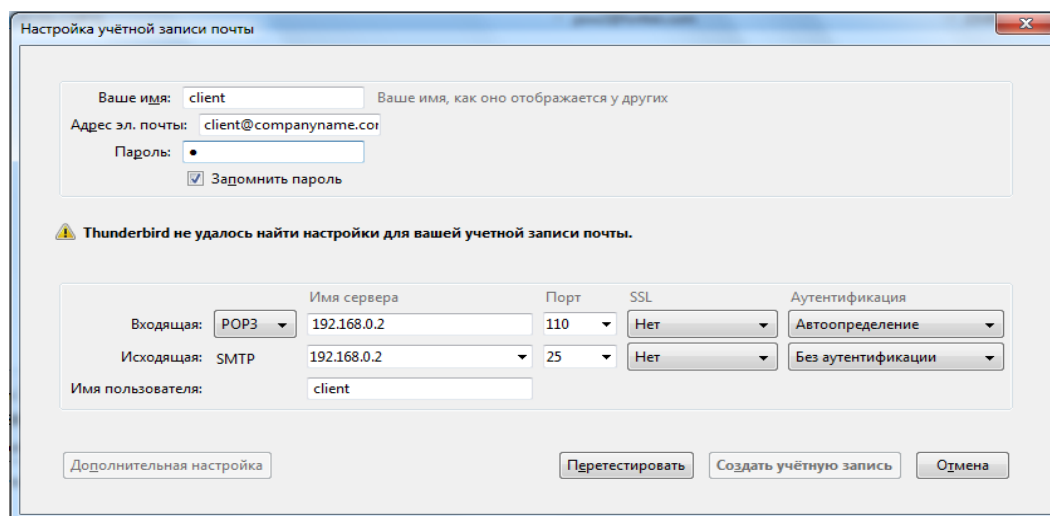 Настройка учётной записи почты
Ваше имя: client Ваше имя, как оно отображается у других
Адрес эл. почты: client@companyname.cor
Пароль: •
Запомнить пароль
Thunderbird не удалось найти настройки для вашей учетной записи почты.
Имя сервера Порт SSL Аутентификация
Входящая: POP3 192.168.0.2 110 Нет Автоопределение
Исходящая: SMTP 192.168.0.2 25 Нет Без аутентификации
Имя пользователя: client
Дополнительная настройка Перетестировать Создать учётную запись Отмена